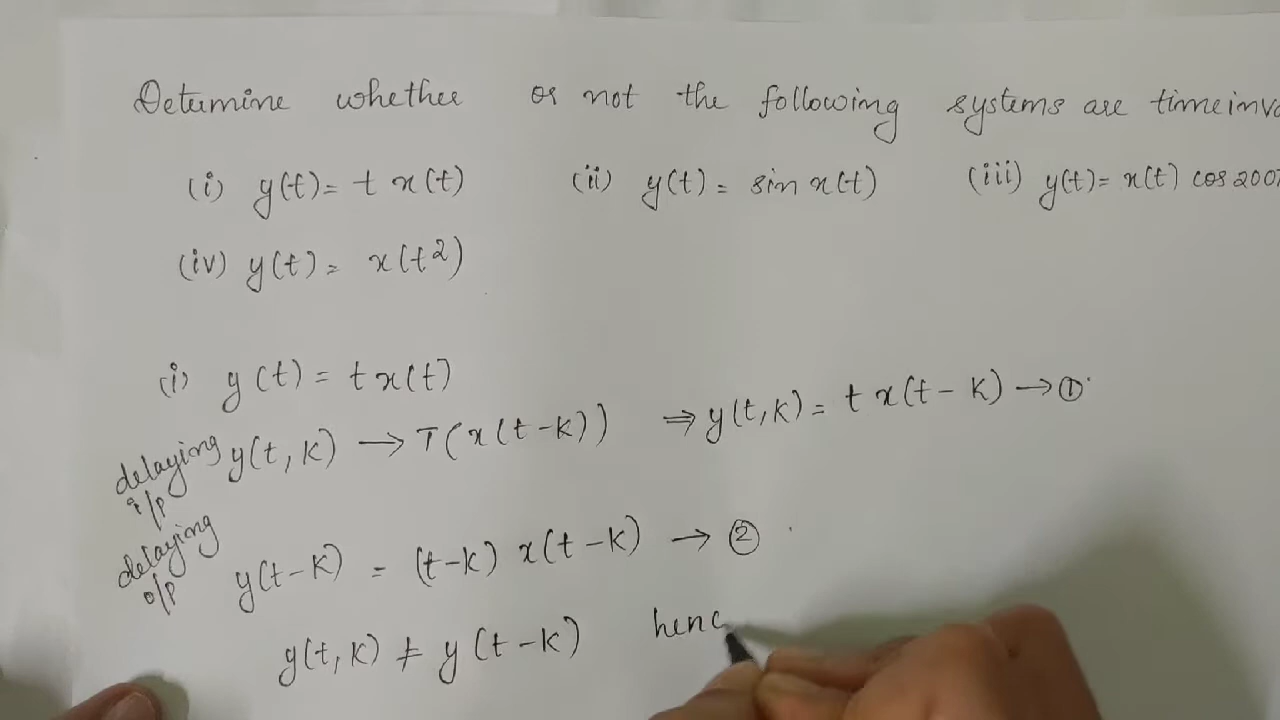 Determine whether or not the following systems are timeinva
(i) y(t)= t x(t) (ii) y(t) = sin x(t) (iii) y(t)= x(t) cos 200π
(iv) y(t)= x(t²)
(i) y(t) = t x(t)
delaying i/p y(t, k) → T(x(t-k)) ⇒ y(t,k)= t x(t-k) → ①
delaying o/p y(t-k) = (t-k) x(t-k) → ②
y(t,k) ≠ y(t-k) henc